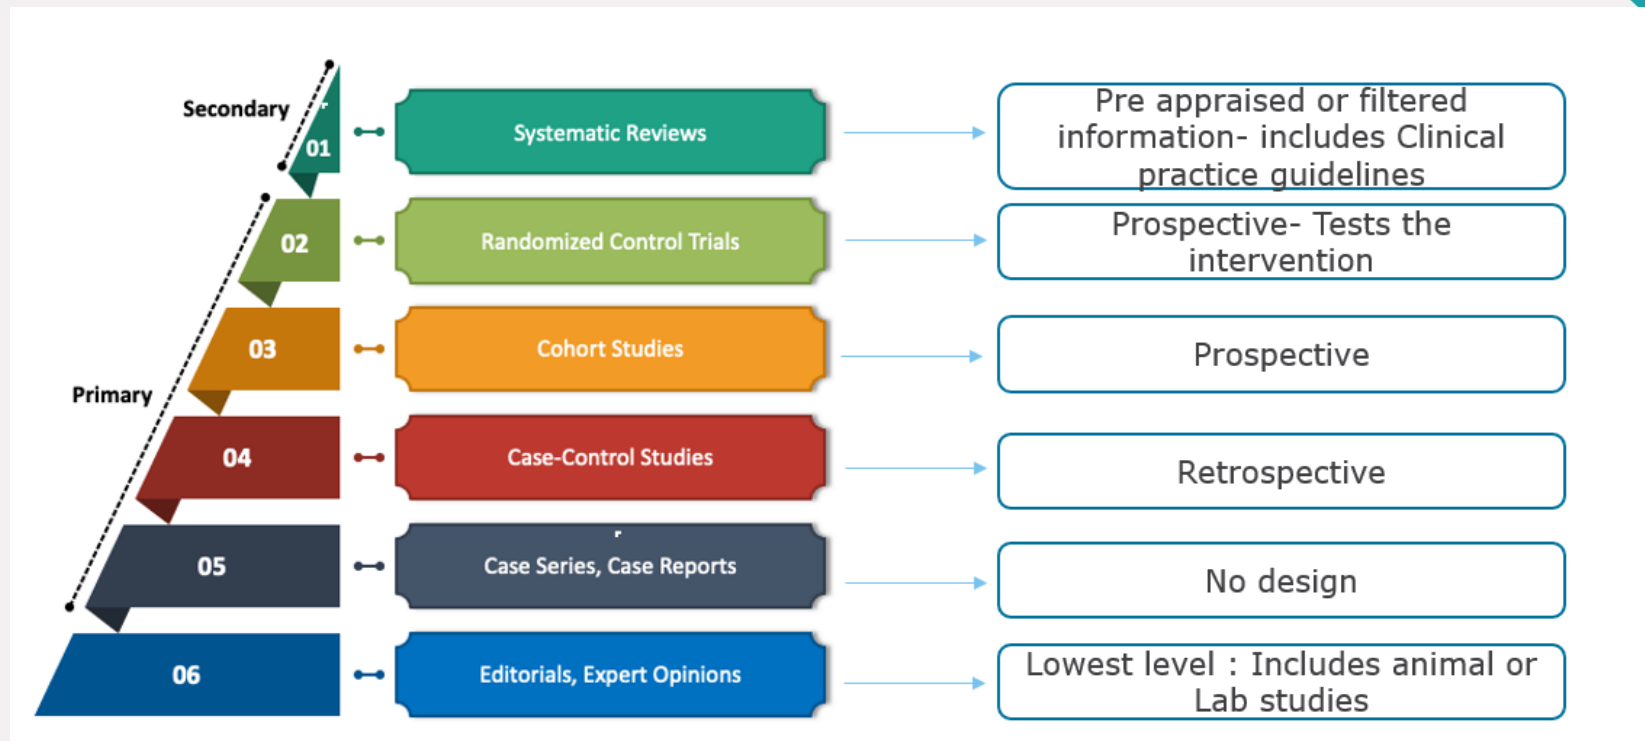 Secondary
01
Systematic Reviews
Pre appraised or filtered
information- includes Clinical
practice guidelines
02
Randomized Control Trials
Prospective- Tests the
intervention
03
Cohort Studies
Prospective
Primary
04
Case-Control Studies
Retrospective
05
Case Series, Case Reports
No design
06
Editorials, Expert Opinions
Lowest level : Includes animal or
Lab studies